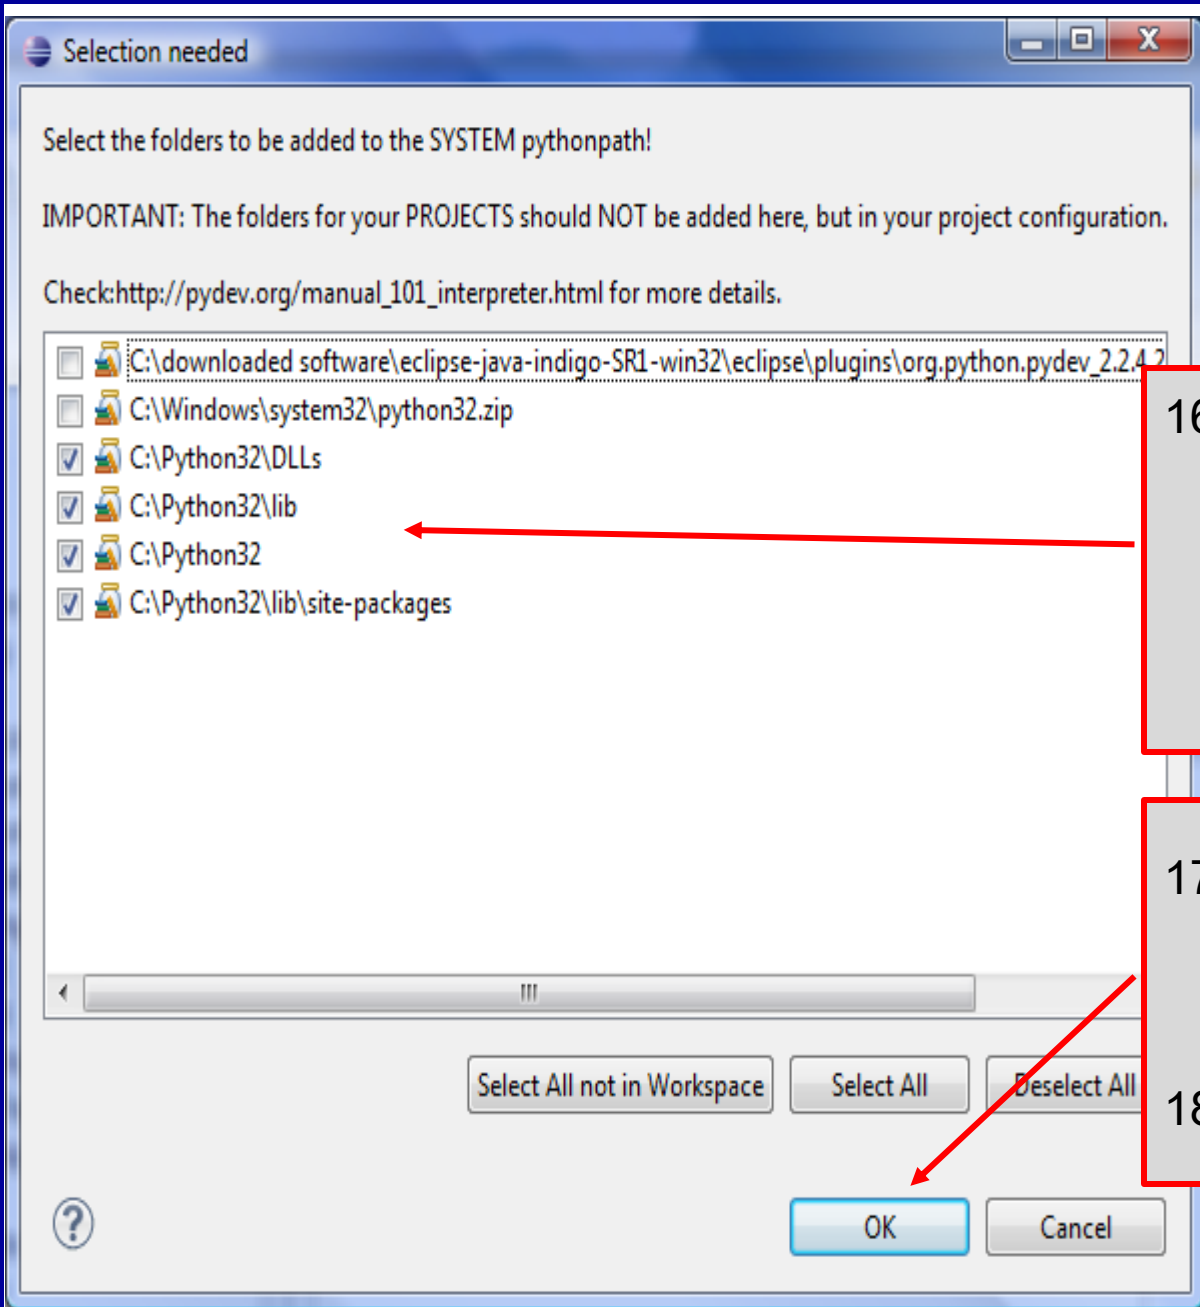 Selection needed
Select the folders to be added to the SYSTEM pythonpath!
IMPORTANT: The folders for your PROJECTS should NOT be added here, but in your project configuration.
Check:http://pydev.org/manual_101_interpreter.html for more details.
C:\downloaded software\eclipse-java-indigo-SR1-win32\eclipse\plugins\org.python.pydev_2.2.4.2
C:\Windows\system32\python32.zip
C:\Python32\DLLs
C:\Python32\lib
C:\Python32
C:\Python32\lib\site-packages
16
17
18
Select All not in Workspace
Select All
Deselect All
OK
Cancel